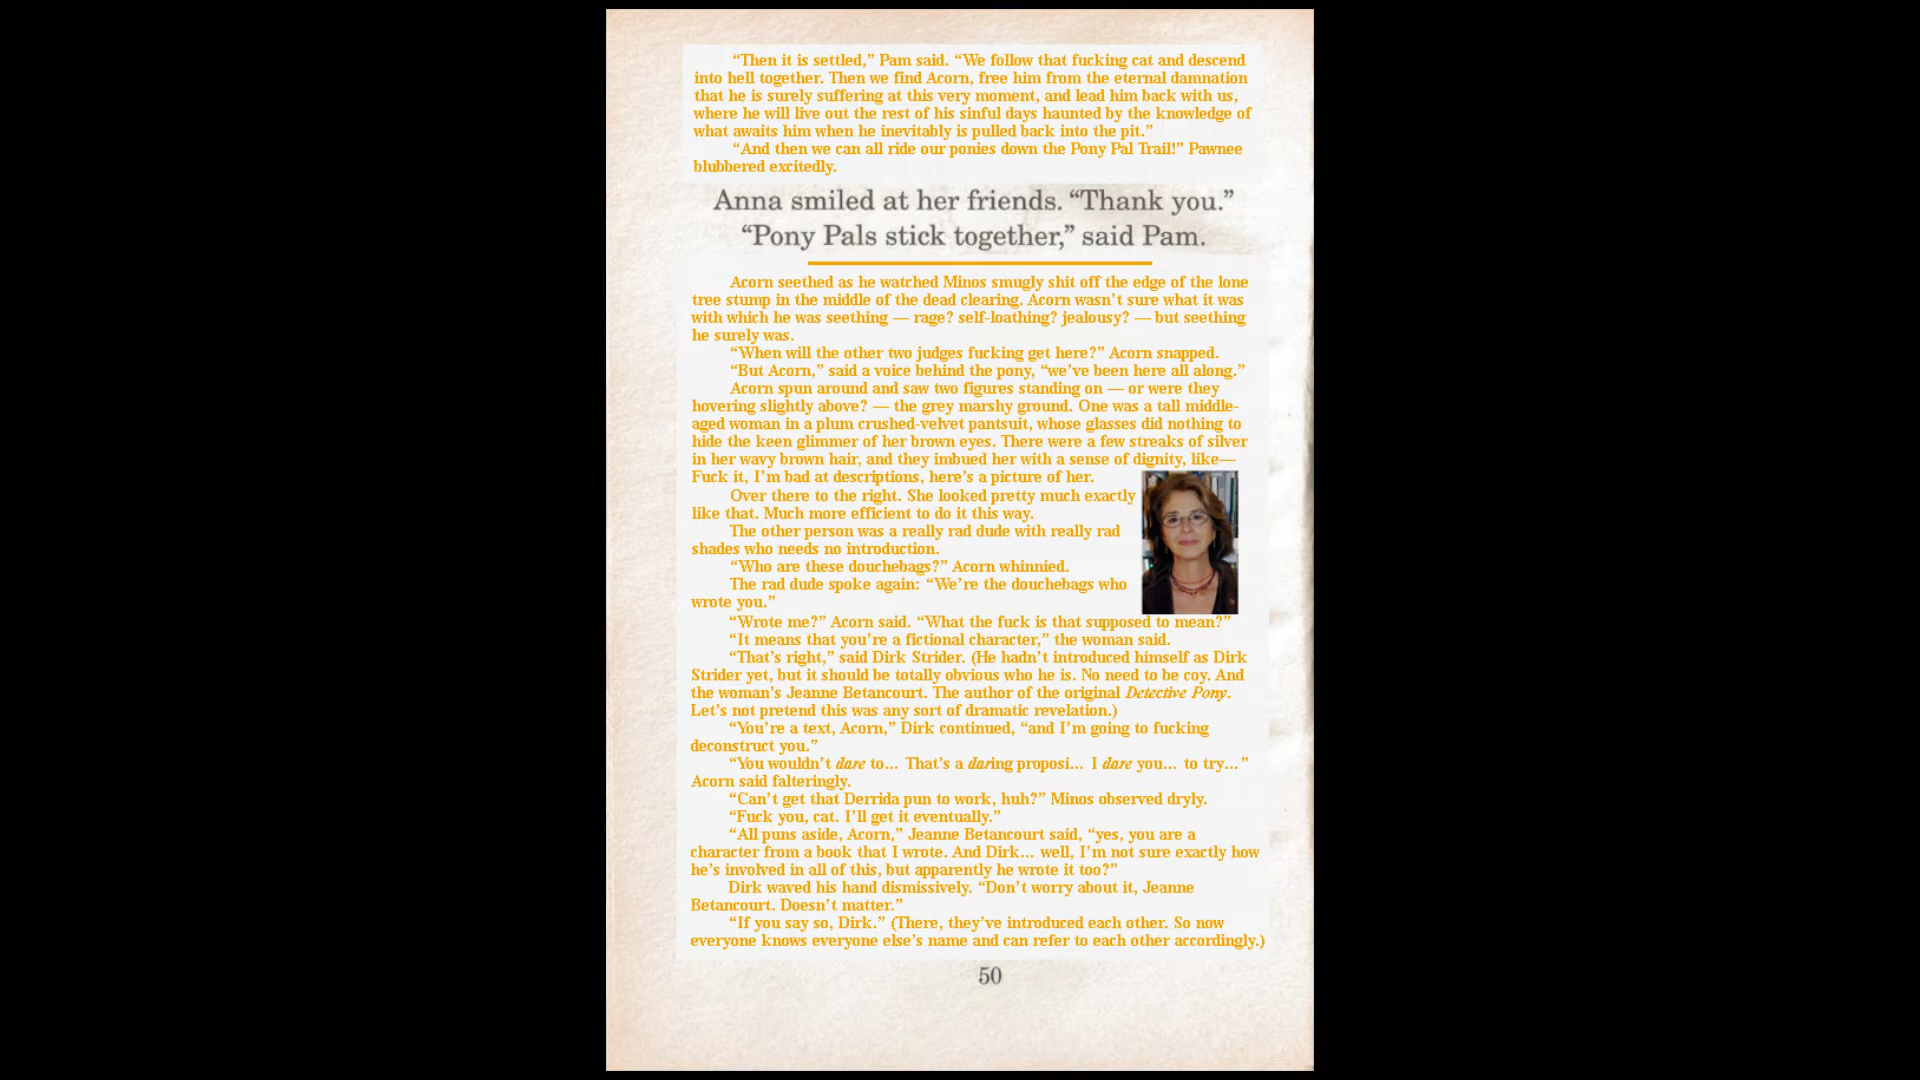 “Then it is settled,” Pam said. “We follow that fucking cat and descend
into hell together. Then we find Acorn, free him from the eternal damnation
that he is surely suffering at this very moment, and lead him back with us,
where he will live out the rest of his sinful days haunted by the knowledge of
what awaits him when he inevitably is pulled back into the pit.”
“And then we can all ride our ponies down the Pony Pal Trail!” Pawnee
blubbered excitedly.
Anna smiled at her friends. “Thank you.”
“Pony Pals stick together,” said Pam.
Acorn seethed as he watched Minos smugly shit off the edge of the lone
tree stump in the middle of the dead clearing. Acorn wasn’t sure what it was
with which he was seething — rage? self-loathing? jealousy? — but seething
he surely was.
“When will the other two judges fucking get here?” Acorn snapped.
“But Acorn,” said a voice behind the pony, “we’ve been here all along.”
Acorn spun around and saw two figures standing on — or were they
hovering slightly above? — the grey marshy ground. One was a tall middle-
aged woman in a plum crushed-velvet pantsuit, whose glasses did nothing to
hide the keen glimmer of her brown eyes. There were a few streaks of silver
in her wavy brown hair, and they imbued her with a sense of dignity, like—
Fuck it, I’m bad at descriptions, here’s a picture of her.
Over there to the right. She looked pretty much exactly
like that. Much more efficient to do it this way.
The other person was a really rad dude with really rad
shades who needs no introduction.
“Who are these douchebags?” Acorn whinnied.
The rad dude spoke again: “We’re the douchebags who
wrote you.”
“Wrote me?” Acorn said. “What the fuck is that supposed to mean?”
“It means that you’re a fictional character,” the woman said.
“That’s right,” said Dirk Strider. (He hadn’t introduced himself as Dirk
Strider yet, but it should be totally obvious who he is. No need to be coy. And
the woman’s Jeanne Betancourt. The author of the original Detective Pony.
Let’s not pretend this was any sort of dramatic revelation.)
“You’re a text, Acorn,” Dirk continued, “and I’m going to fucking
deconstruct you.”
“You wouldn’t dare to… That’s a daring proposi… I dare you… to try…”
Acorn said falteringly.
“Can’t get that Derrida pun to work, huh?” Minos observed dryly.
“Fuck you, cat. I’ll get it eventually.”
“All puns aside, Acorn,” Jeanne Betancourt said, “yes, you are a
character from a book that I wrote. And Dirk… well, I’m not sure exactly how
he’s involved in all of this, but apparently he wrote it too?”
Dirk waved his hand dismissively. “Don’t worry about it, Jeanne
Betancourt. Doesn’t matter.”
“If you say so, Dirk.” (There, they’ve introduced each other. So now
everyone knows everyone else’s name and can refer to each other accordingly.)
50